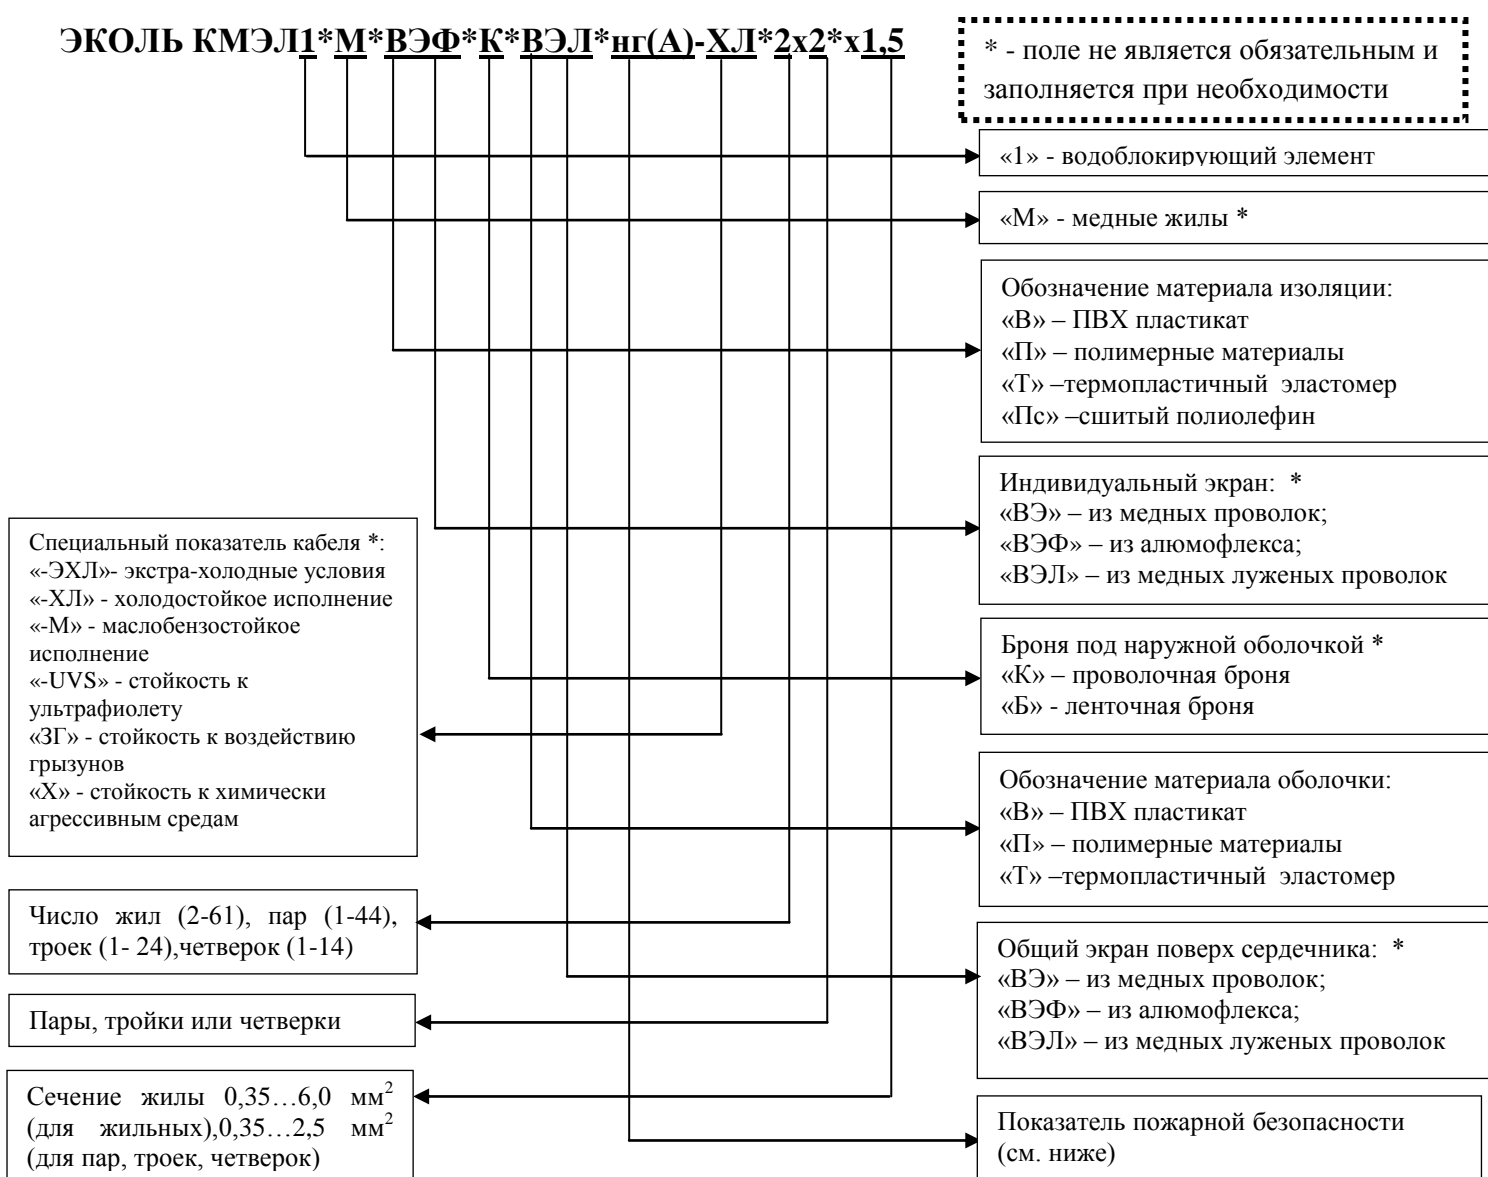 ЭКОЛЬ КМЭЛ1*М*ВЭФ*К*ВЭЛ*нг(А)-ХЛ*2х2*х1,5
* - поле не является обязательным и
заполняется при необходимости
«1» - водоблокирующий элемент
«М» - медные жилы *
Обозначение материала изоляции:
«В» – ПВХ пластикат
«П» – полимерные материалы
«Т» –термопластичный эластомер
«Пс» –сшитый полиолефин
Индивидуальный экран: *
«ВЭ» – из медных проволок;
«ВЭФ» – из алюмофлекса;
«ВЭЛ» – из медных луженых проволок
Броня под наружной оболочкой *
«К» – проволочная броня
«Б» - ленточная броня
Обозначение материала оболочки:
«В» – ПВХ пластикат
«П» – полимерные материалы
«Т» –термопластичный эластомер
Общий экран поверх сердечника: *
«ВЭ» – из медных проволок;
«ВЭФ» – из алюмофлекса;
«ВЭЛ» – из медных луженых проволок
Показатель пожарной безопасности
(см. ниже)
Специальный показатель кабеля *:
«-ЭХЛ»- экстра-холодные условия
«-ХЛ» - холодостойкое исполнение
«-М» - маслобензостойкое
исполнение
«-UVS» - стойкость к
ультрафиолету
«ЗГ» - стойкость к воздействию
грызунов
«Х» - стойкость к химически
агрессивным средам
Число жил (2-61), пар (1-44),
троек (1- 24),четверок (1-14)
Пары, тройки или четверки
Сечение жилы 0,35…6,0 мм²
(для жильных),0,35…2,5 мм²
(для пар, троек, четверок)